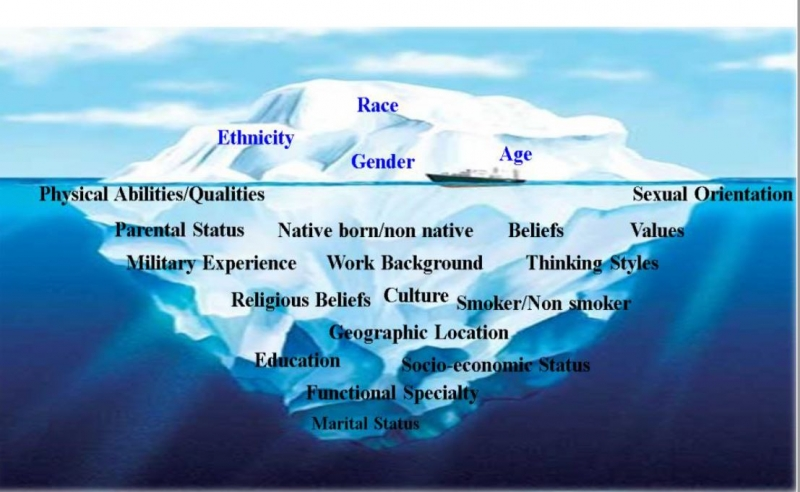 Race
Ethnicity
Gender
Age
Physical Abilities/Qualities
Sexual Orientation
Parental Status
Native born/non native
Beliefs
Values
Military Experience
Work Background
Thinking Styles
Religious Beliefs
Culture
Smoker/Non smoker
Geographic Location
Education
Socio-economic Status
Functional Specialty
Marital Status